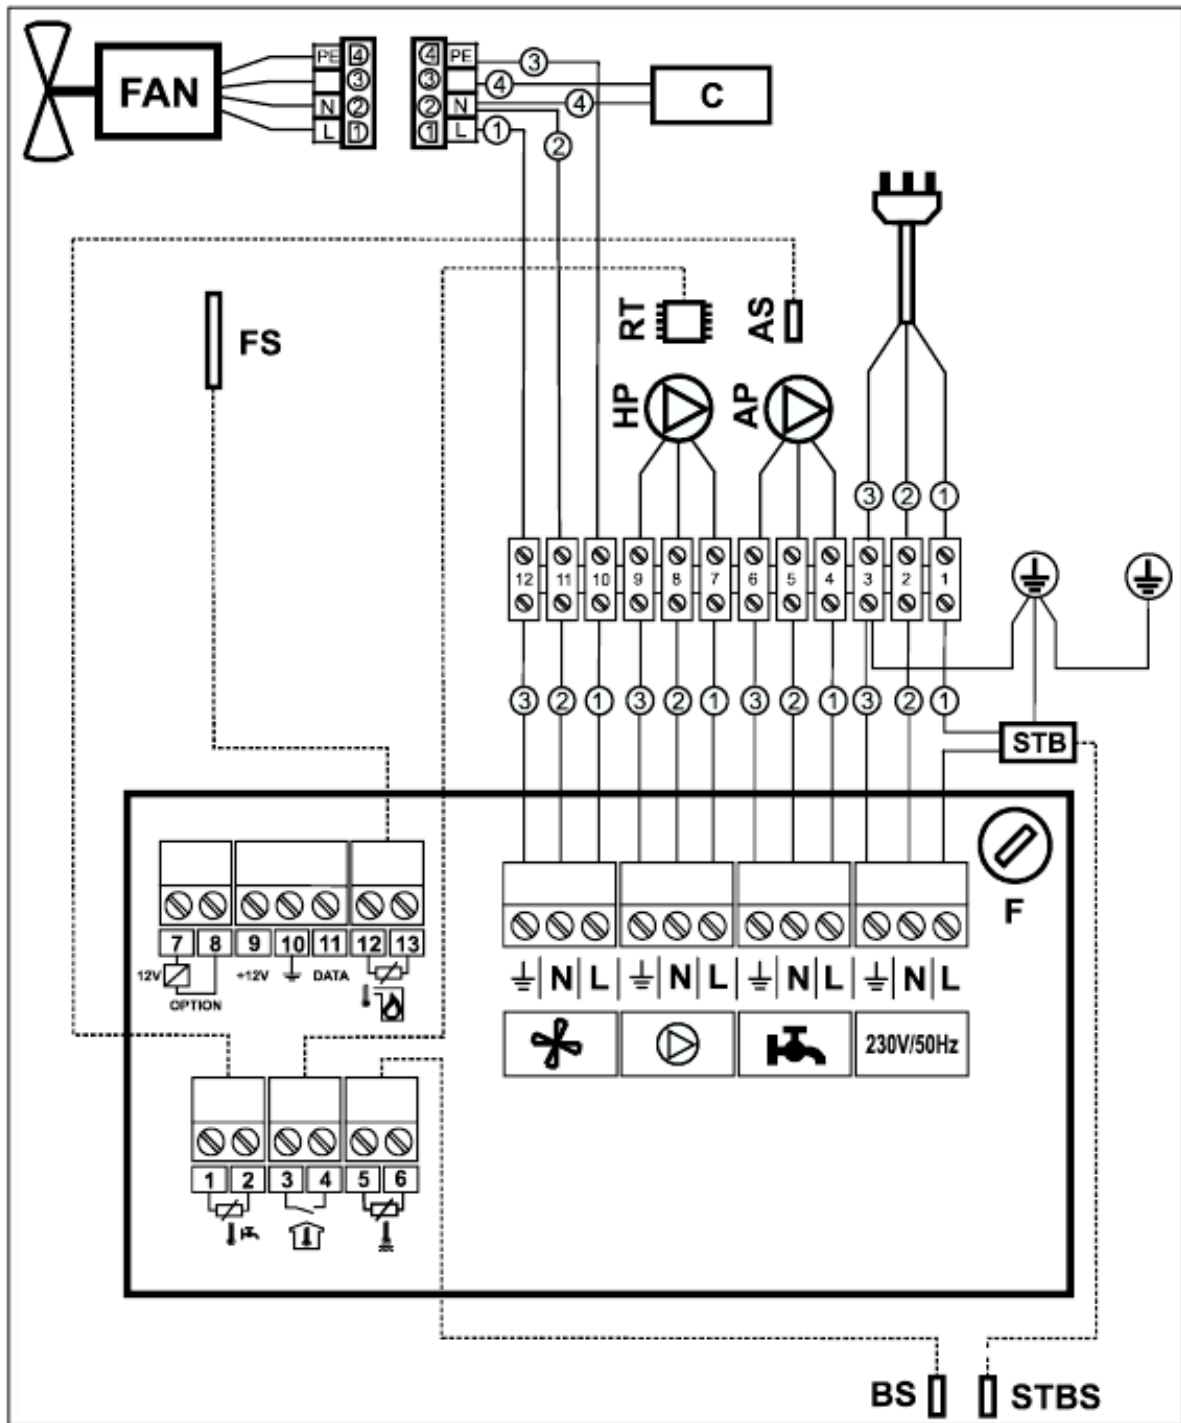 FAN
PE 4
3
N 2
L 1
4 PE
3
2 N
1 L
3
4
4
1
2
C
FS
RT
AS
HP
AP
3 2 1
12 11 10 9 8 7 6 5 4 3 2 1
3 2 1 3 2 1 3 2 1 3 2 1
STB
F
7 8 9 10 11 12 13
12V +12V DATA
OPTION
N L N L N L N L
230V/50Hz
1 2 3 4 5 6
BS STBS